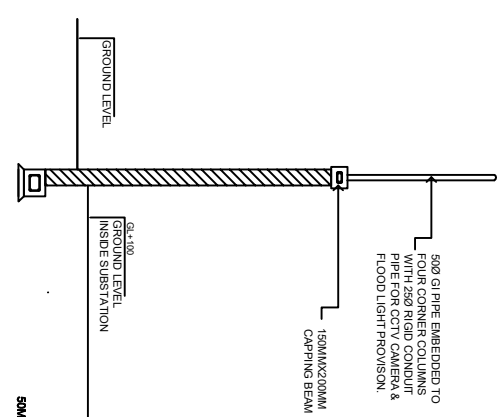 GROUND LEVEL
GL+100
GROUND LEVEL
INSIDE SUBSTATION
150MMX200MM
CAPPING BEAM
50Ø GI PIPE EMBEDDED TO
FOUR CORNER COLUMNS
WITH 25Ø RIGID CONDUIT
PIPE FOR CCTV CAMERA &
FLOOD LIGHT PROVISON.
50M